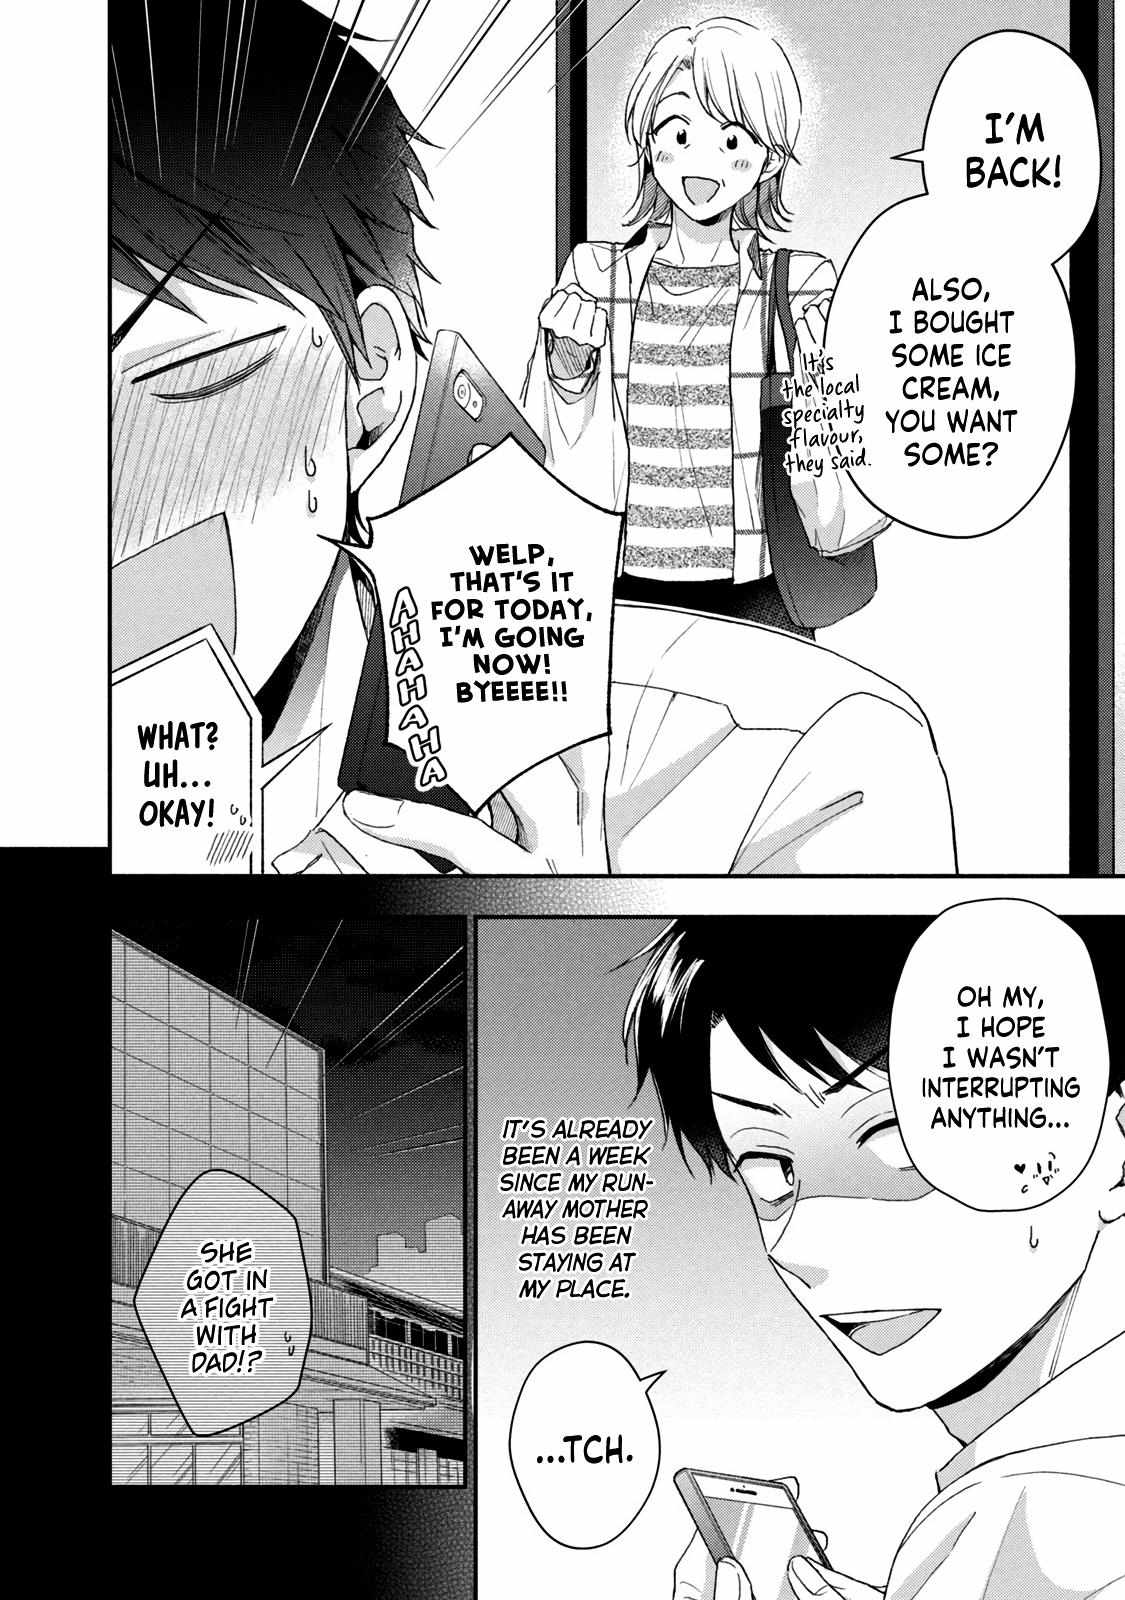 I'M
BACK!
ALSO,
I BOUGHT
SOME ICE
CREAM,
YOU WANT
SOME?
It's
the local
specialty
flavour,
they said.
WELP,
THAT'S IT
FOR TODAY,
I'M GOING
NOW!
BYEEEE!!
AHAHAHAHA
WHAT?
UH...
OKAY!
OH MY,
I HOPE
I WASN'T
INTERRUPTING
ANYTHING...
IT'S ALREADY
BEEN A WEEK
SINCE MY RUN-
AWAY MOTHER
HAS BEEN
STAYING AT
MY PLACE.
...TCH.
SHE
GOT IN
A FIGHT
WITH
DAD!?